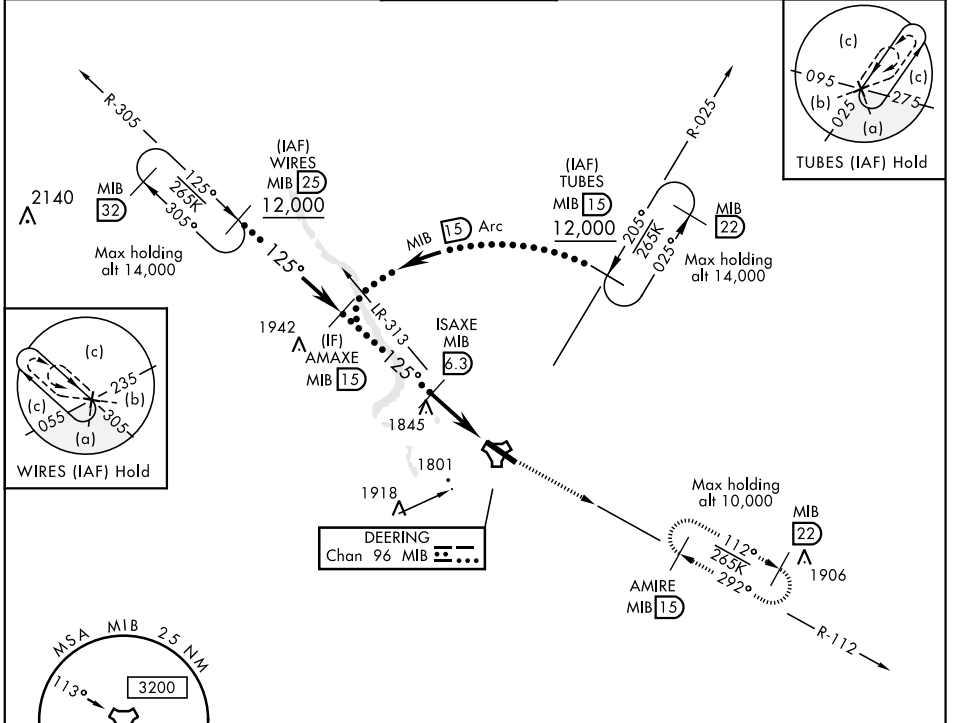 R-305
(IAF)
WIRES
MIB 25
12,000
125°
265K
305°
MIB
32
2140
Max holding
alt 14,000
125°
MIB 15 Arc
(IAF)
TUBES
MIB 15
12,000
R-025
205°
265K
025°
MIB
22
Max holding
alt 14,000
(c)
(c)
095
275
(b)
025
(a)
TUBES (IAF) Hold
1942
(IF)
AMAXE
MIB 15
LR-313
125°
ISAXE
MIB
6.3
1845
1801
1918
(c)
235
(c)
(b)
055
305
(a)
WIRES (IAF) Hold
DEERING
Chan 96 MIB
Max holding
alt 10,000
MIB
22
112°
265K
292°
1906
AMIRE
MIB 15
R-112
MSA MIB 25 NM
113°
3200